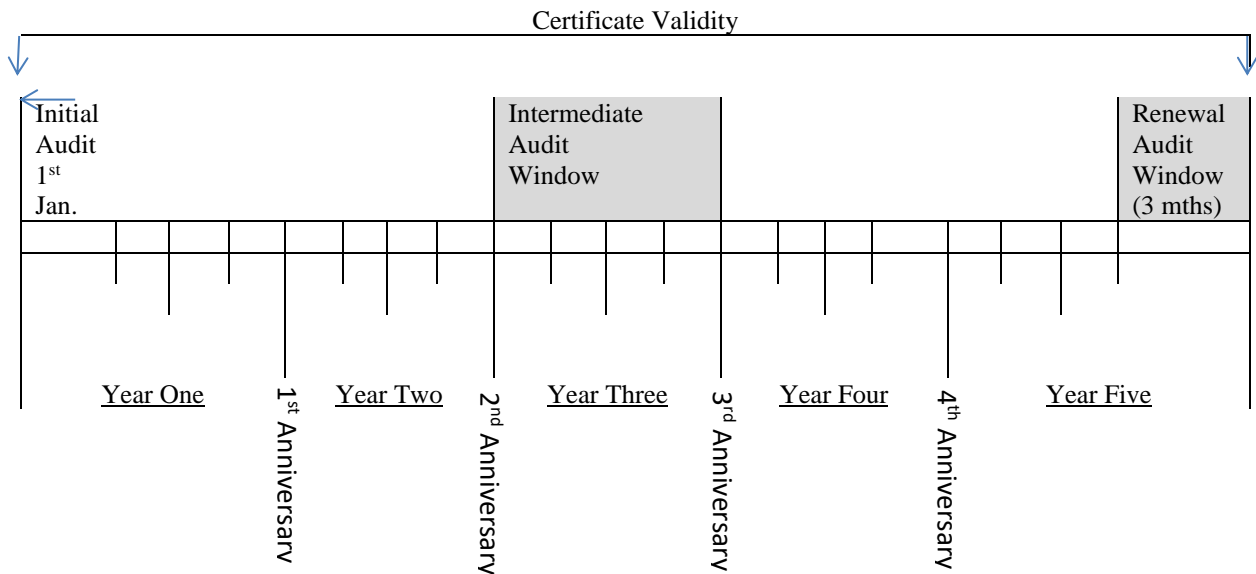 Certificate Validity
Initial
Audit
1st
Jan.
Intermediate
Audit
Window
Renewal
Audit
Window
(3 mths)
Year One
1st Anniversary
Year Two
2nd Anniversary
Year Three
3rd Anniversary
Year Four
4th Anniversary
Year Five